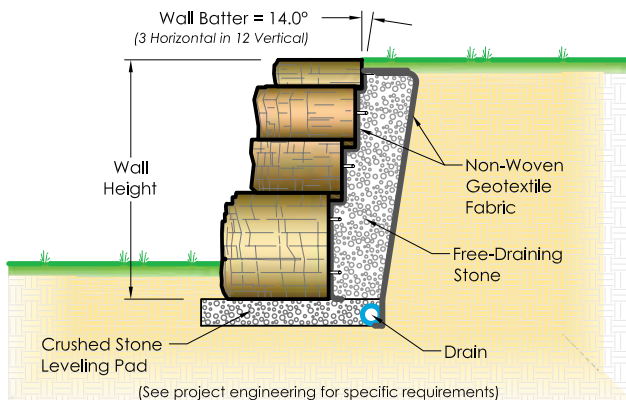 Wall Batter = 14.0°
(3 Horizontal in 12 Vertical)
Wall
Height
Non-Woven
Geotextile
Fabric
Free-Draining
Stone
Crushed Stone
Leveling Pad
Drain
(See project engineering for specific requirements)